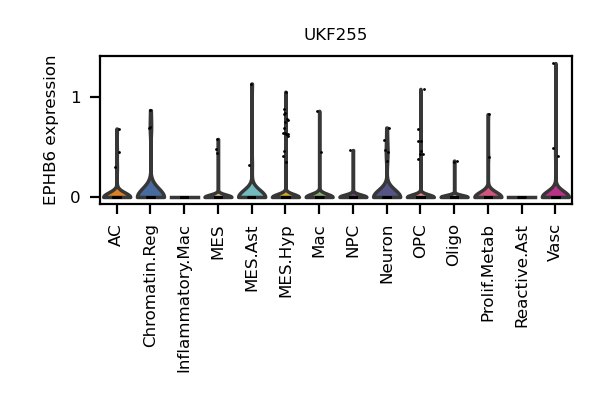 UKF255
EPHB6 expression
1
0
AC
Chromatin.Reg
Inflammatory.Mac
MES
MES.Ast
MES.Hyp
Mac
NPC
Neuron
OPC
Oligo
Prolif.Metab
Reactive.Ast
Vasc